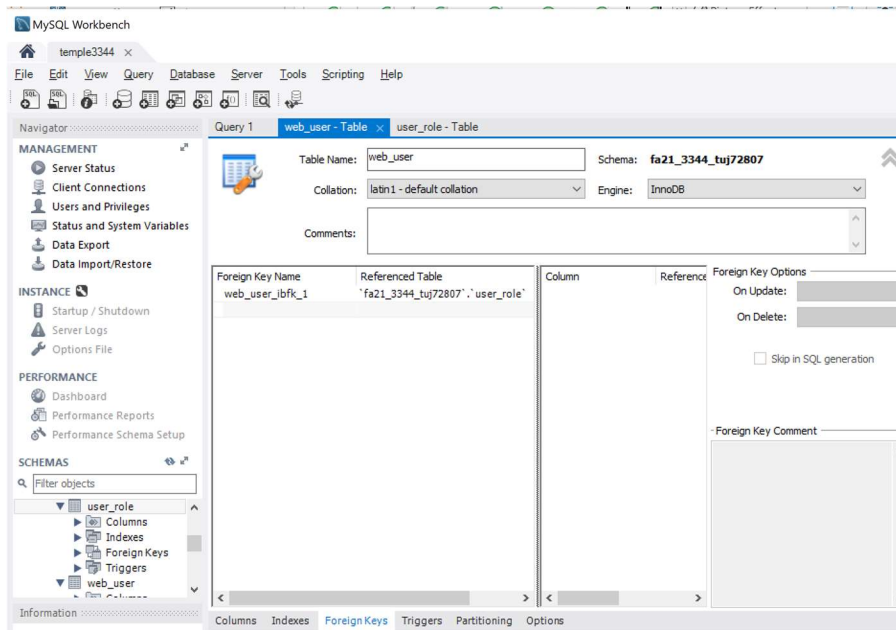 MySQL Workbench
temple3344
File Edit View Query Database Server Tools Scripting Help
Navigator
MANAGEMENT
Server Status
Client Connections
Users and Privileges
Status and System Variables
Data Export
Data Import/Restore
INSTANCE
Startup / Shutdown
Server Logs
Options File
PERFORMANCE
Dashboard
Performance Reports
Performance Schema Setup
SCHEMAS
Filter objects
user_role
Columns
Indexes
Foreign Keys
Triggers
web_user
Information
Query 1 web_user - Table user_role - Table
Table Name: web_user Schema: fa21_3344_tuj72807
Collation: latin1 - default collation Engine: InnoDB
Comments:
Foreign Key Name Referenced Table
web_user_ibfk_1 `fa21_3344_tuj72807`.`user_role`
Column Reference
Foreign Key Options
On Update:
On Delete:
Skip in SQL generation
Foreign Key Comment
Columns Indexes Foreign Keys Triggers Partitioning Options